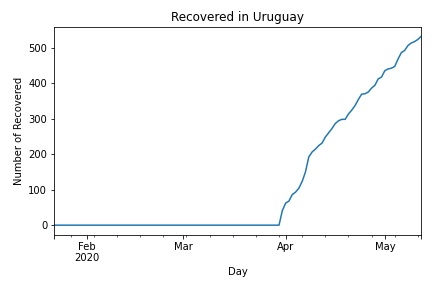 Recovered in Uruguay
Number of Recovered
500
400
300
200
100
0
Feb
2020
Mar
Apr
May
Day